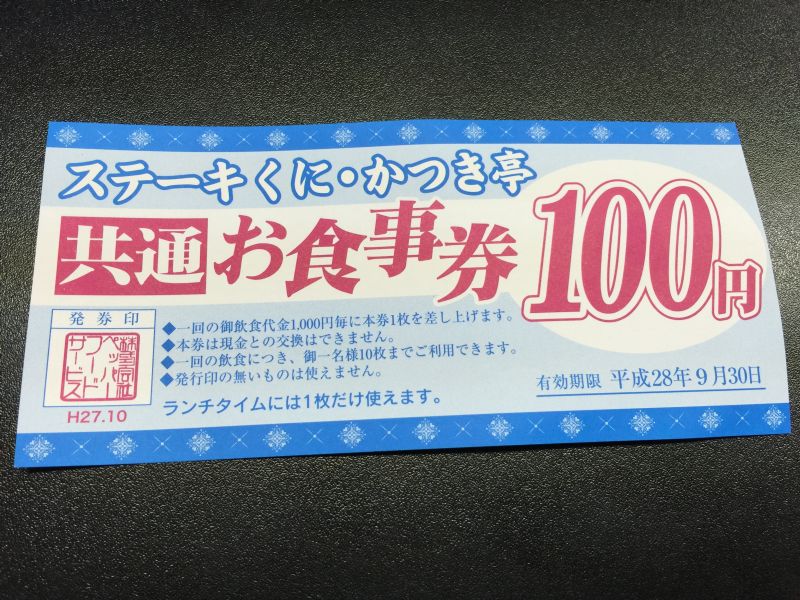 ステーキくに・かつき亭
共通お食事券
100円
発券印
株式会社
ペッパー
フード
サービス
H27.10
◆一回の御飲食代金1,000円毎に本券1枚を差し上げます。
◆本券は現金との交換はできません。
◆一回の飲食につき、御一名様10枚までご利用できます。
◆発行印の無いものは使えません。
ランチタイムには1枚だけ使えます。
有効期限 平成28年9月30日